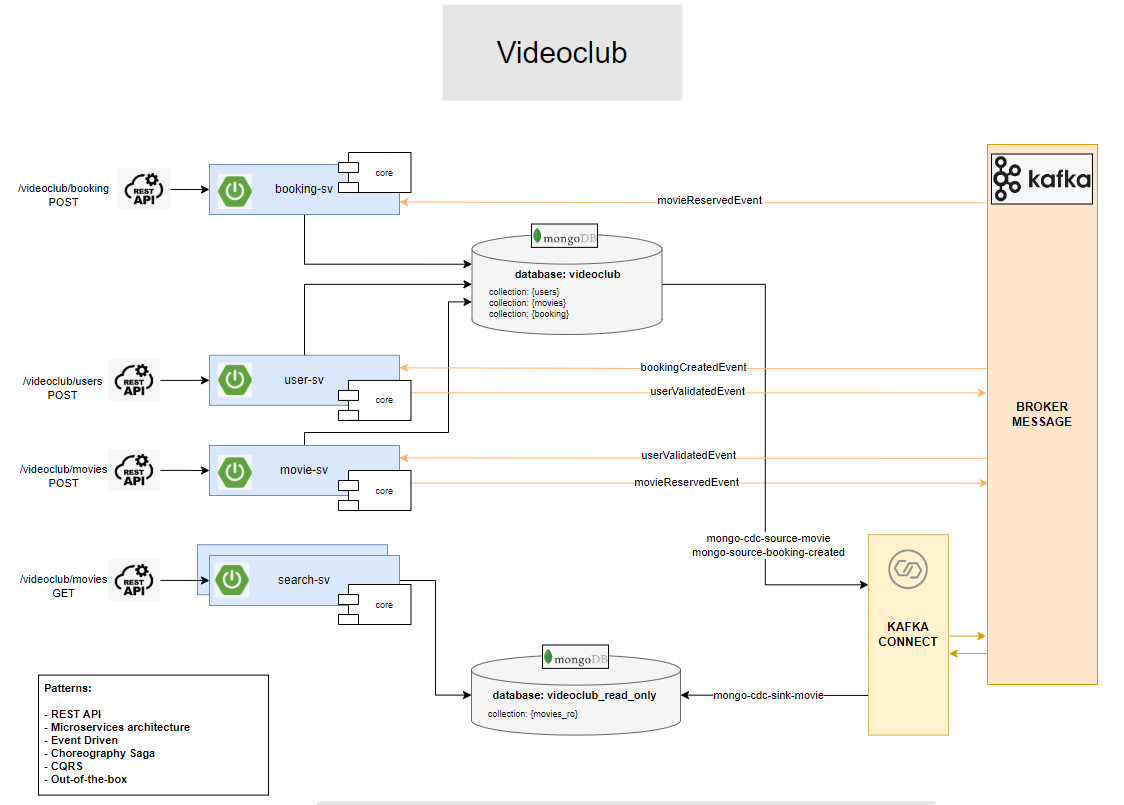 Videoclub
/videoclub/booking
POST
REST
API
booking-sv
core
movieReservedEvent
kafka
mongoDB
database: videoclub
collection: {users}
collection: {movies}
collection: {booking}
/videoclub/users
POST
REST
API
user-sv
core
bookingCreatedEvent
userValidatedEvent
BROKER
MESSAGE
/videoclub/movies
POST
REST
API
movie-sv
core
userValidatedEvent
movieReservedEvent
mongo-cdc-source-movie
mongo-source-booking-created
/videoclub/movies
GET
REST
API
search-sv
core
KAFKA
CONNECT
mongoDB
database: videoclub_read_only
collection: {movies_ro}
mongo-cdc-sink-movie
Patterns:
- REST API
- Microservices architecture
- Event Driven
- Choreography Saga
- CQRS
- Out-of-the-box